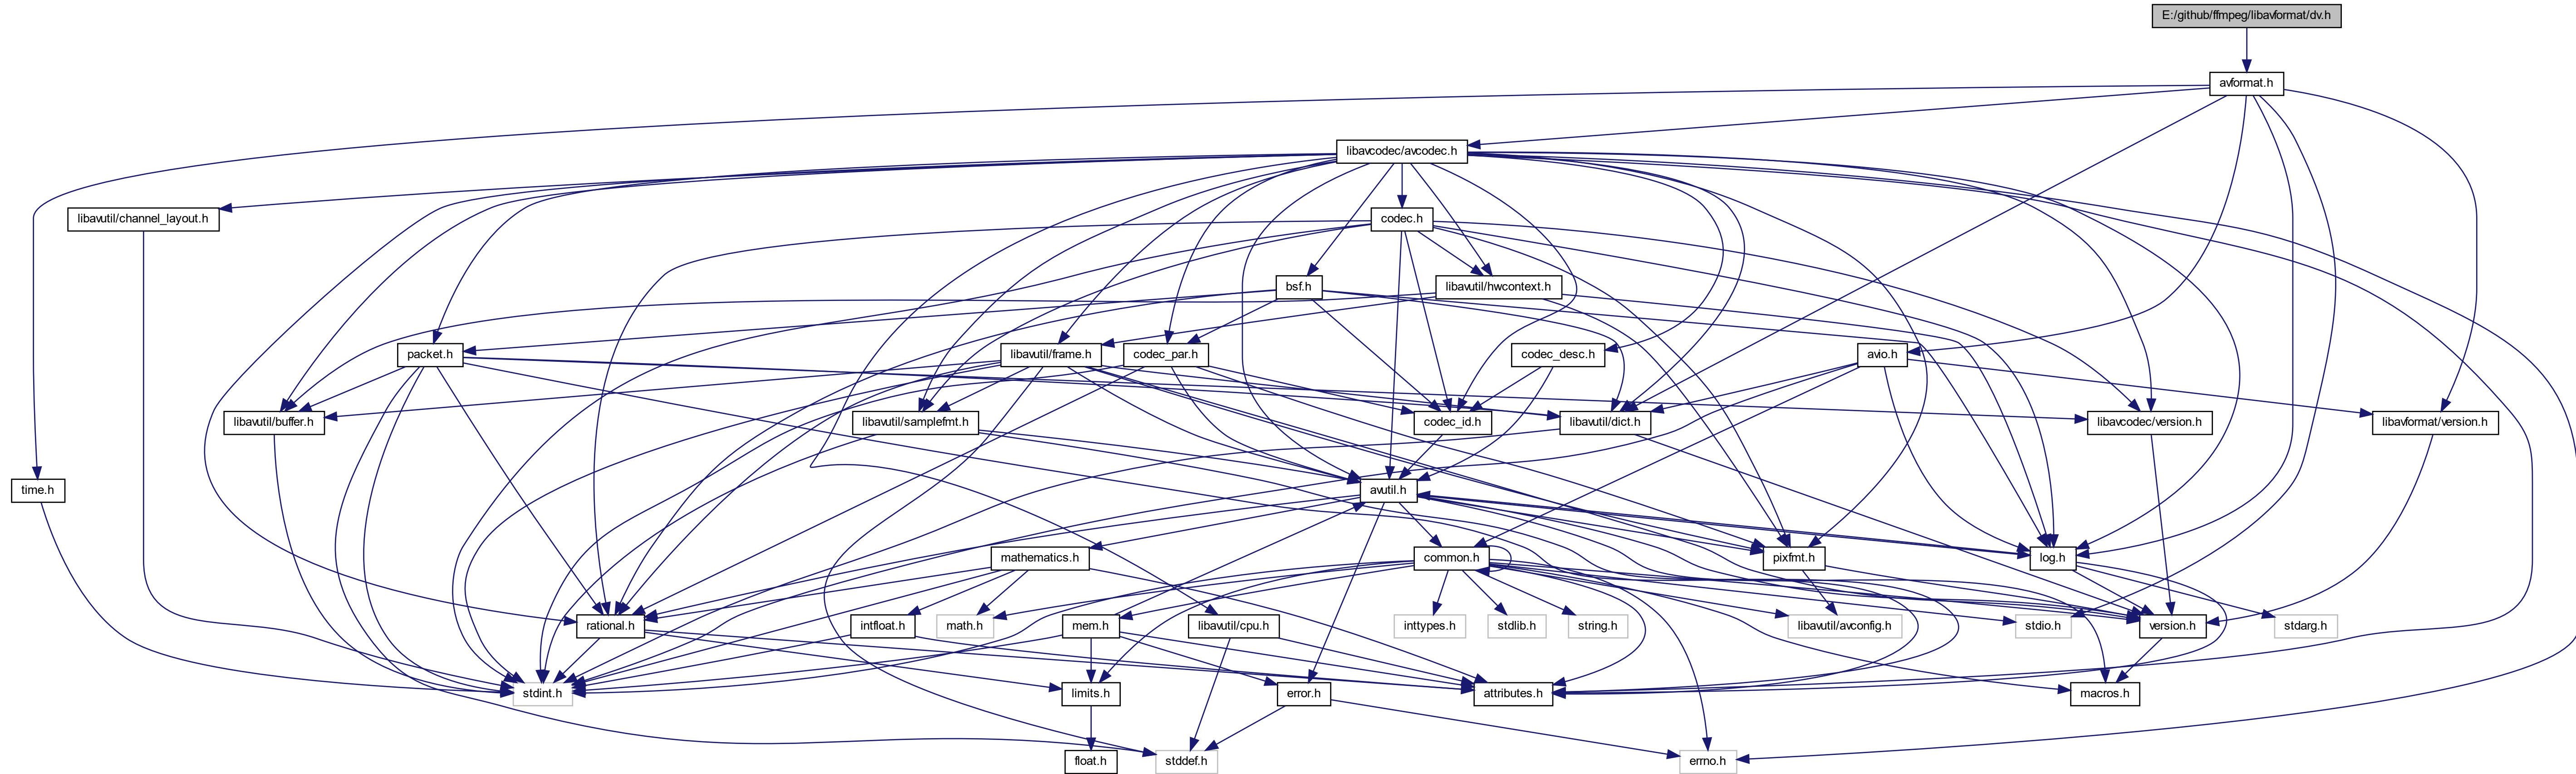 E:/github/ffmpeg/libavformat/dv.h
avformat.h
libavcodec/avcodec.h
libavutil/channel_layout.h
codec.h
bsf.h
libavutil/hwcontext.h
packet.h
libavutil/frame.h
codec_par.h
codec_desc.h
avio.h
libavutil/buffer.h
libavutil/samplefmt.h
codec_id.h
libavutil/dict.h
libavcodec/version.h
libavformat/version.h
time.h
avutil.h
mathematics.h
common.h
pixfmt.h
log.h
rational.h
intfloat.h
math.h
mem.h
libavutil/cpu.h
inttypes.h
stdlib.h
string.h
libavutil/avconfig.h
stdio.h
version.h
stdarg.h
stdint.h
limits.h
error.h
attributes.h
macros.h
float.h
stddef.h
errno.h